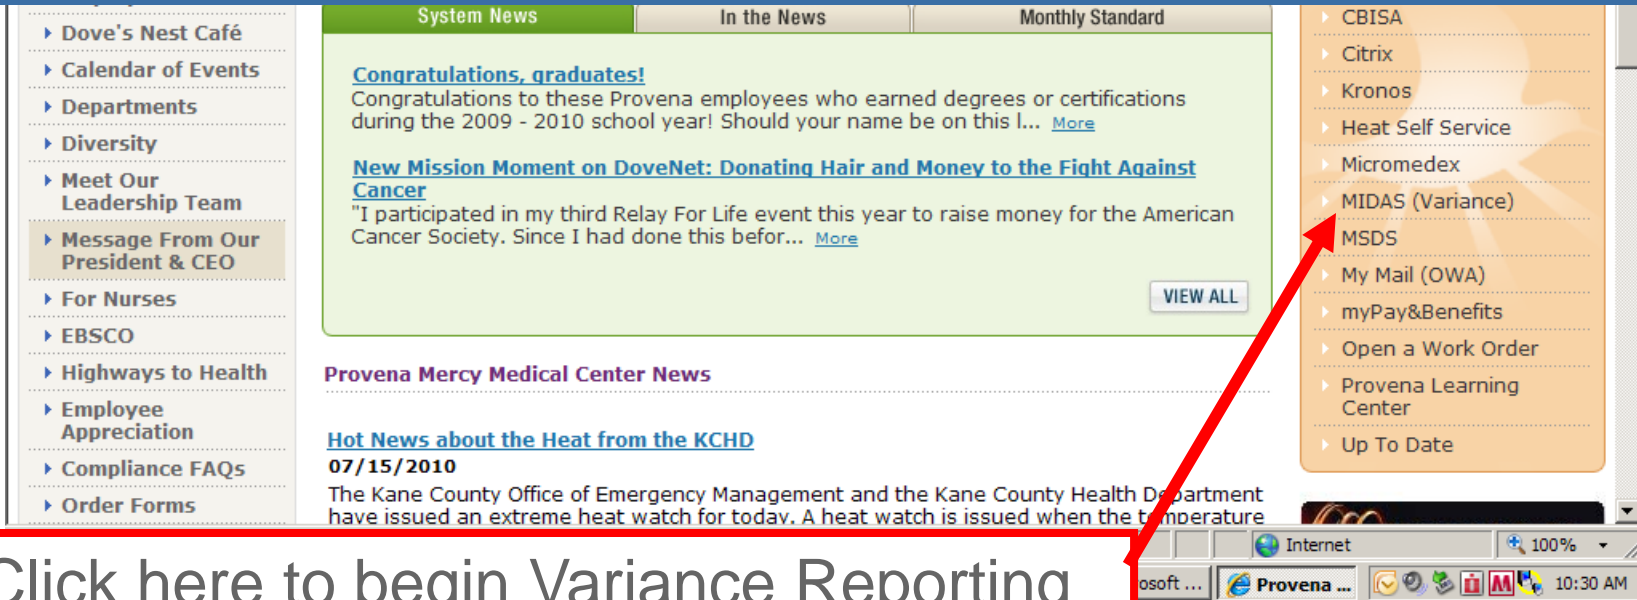 Dove's Nest Café
Calendar of Events
Departments
Diversity
Meet Our
Leadership Team
Message From Our
President & CEO
For Nurses
EBSCO
Highways to Health
Employee
Appreciation
Compliance FAQs
Order Forms
System News
In the News
Monthly Standard
Congratulations, graduates!
Congratulations to these Provena employees who earned degrees or certifications
during the 2009 - 2010 school year! Should your name be on this l... More
New Mission Moment on DoveNet: Donating Hair and Money to the Fight Against
Cancer
"I participated in my third Relay For Life event this year to raise money for the American
Cancer Society. Since I had done this befor... More
VIEW ALL
Provena Mercy Medical Center News
Hot News about the Heat from the KCHD
07/15/2010
The Kane County Office of Emergency Management and the Kane County Health Department
have issued an extreme heat watch for today. A heat watch is issued when the temperature
CBISA
Citrix
Kronos
Heat Self Service
Micromedex
MIDAS (Variance)
MSDS
My Mail (OWA)
myPay&Benefits
Open a Work Order
Provena Learning
Center
Up To Date
Click here to begin Variance Reporting
Internet
100%
osoft ...
Provena ...
10:30 AM